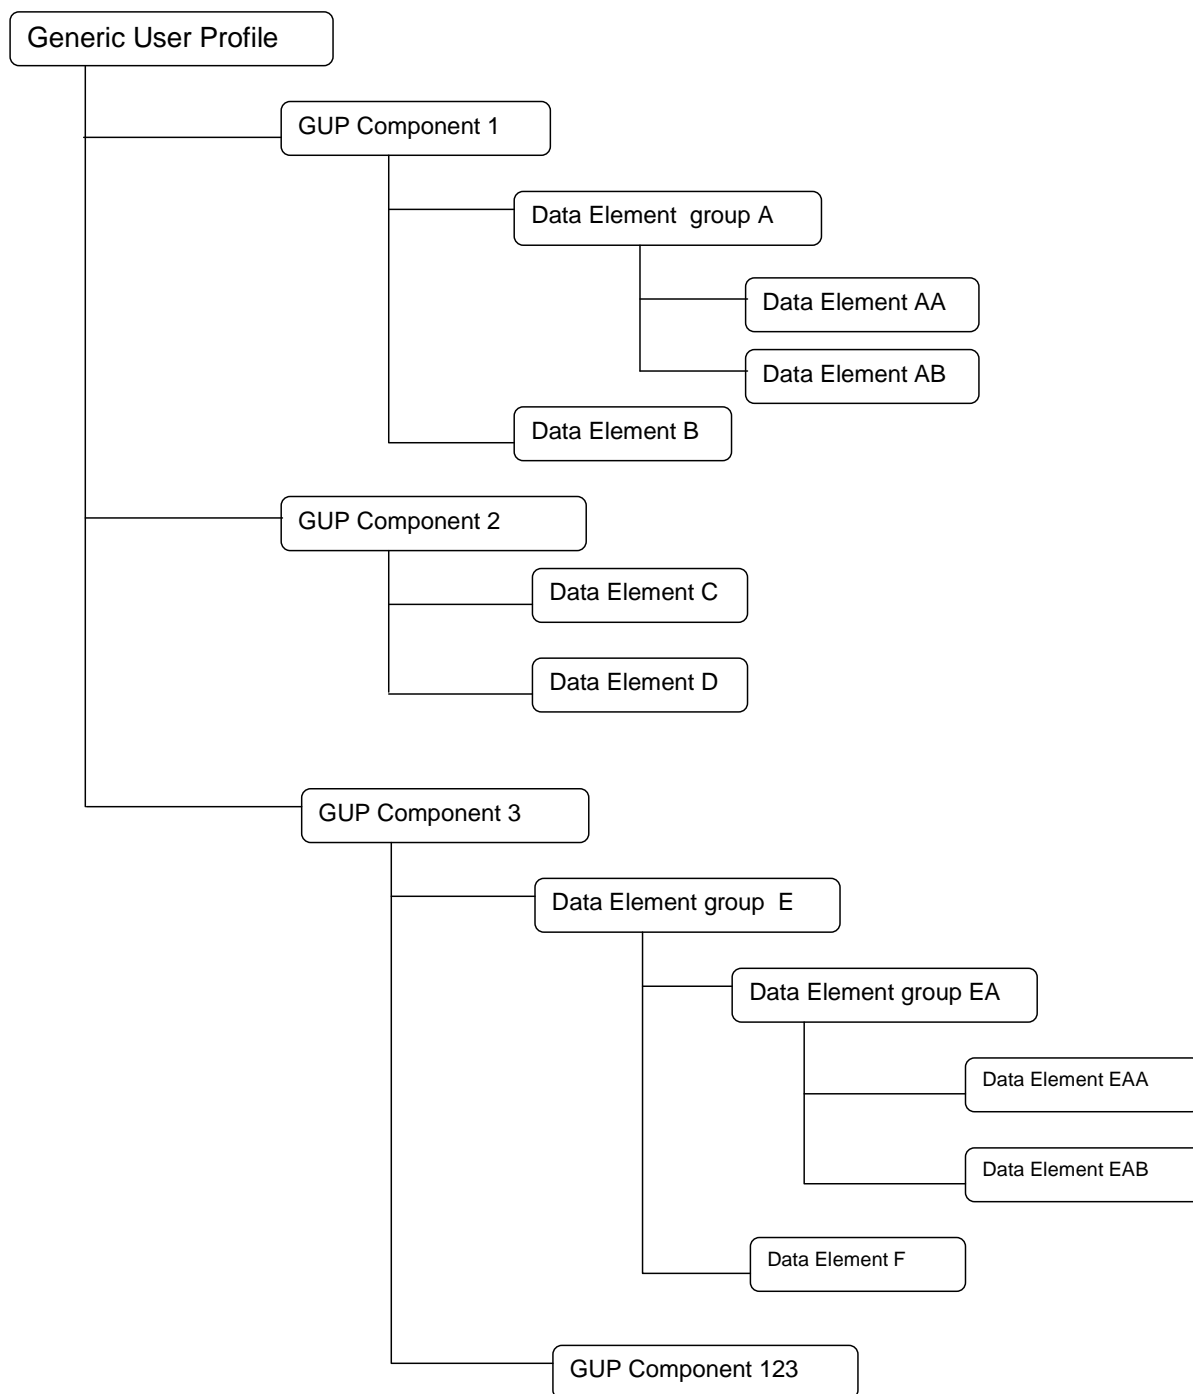 Generic User Profile
GUP Component 1
Data Element  group A
Data Element AA
Data Element AB
Data Element B
GUP Component 2
Data Element C
Data Element D
GUP Component 3
Data Element group  E
Data Element group EA
Data Element EAA
Data Element EAB
Data Element F
GUP Component 123